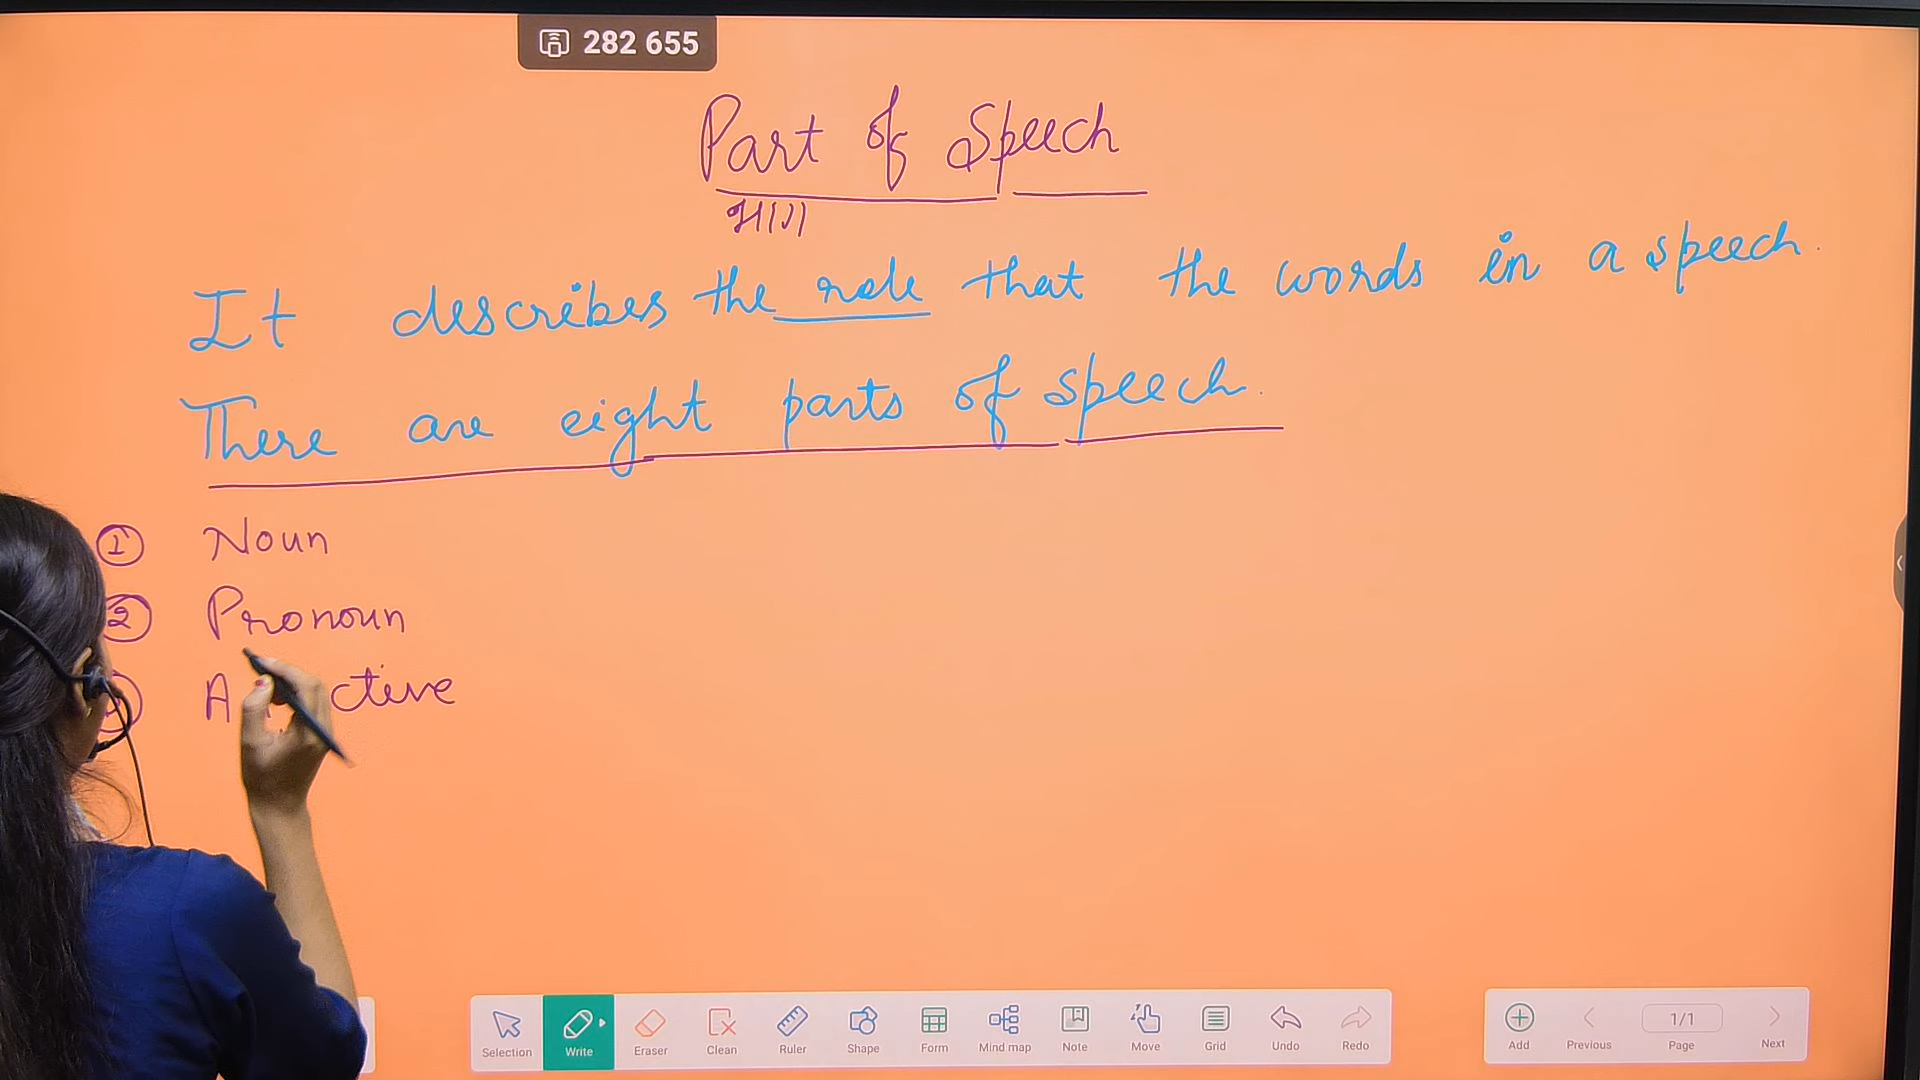 282 655
Part of Speech
भाग
It describes the role that the words in a speech.
There are eight parts of speech.
1 Noun
2 Pronoun
Selection Write Eraser Clean Ruler Shape Form Mind map Note Move Grid Undo Redo
Add Previous 1/1 Page Next